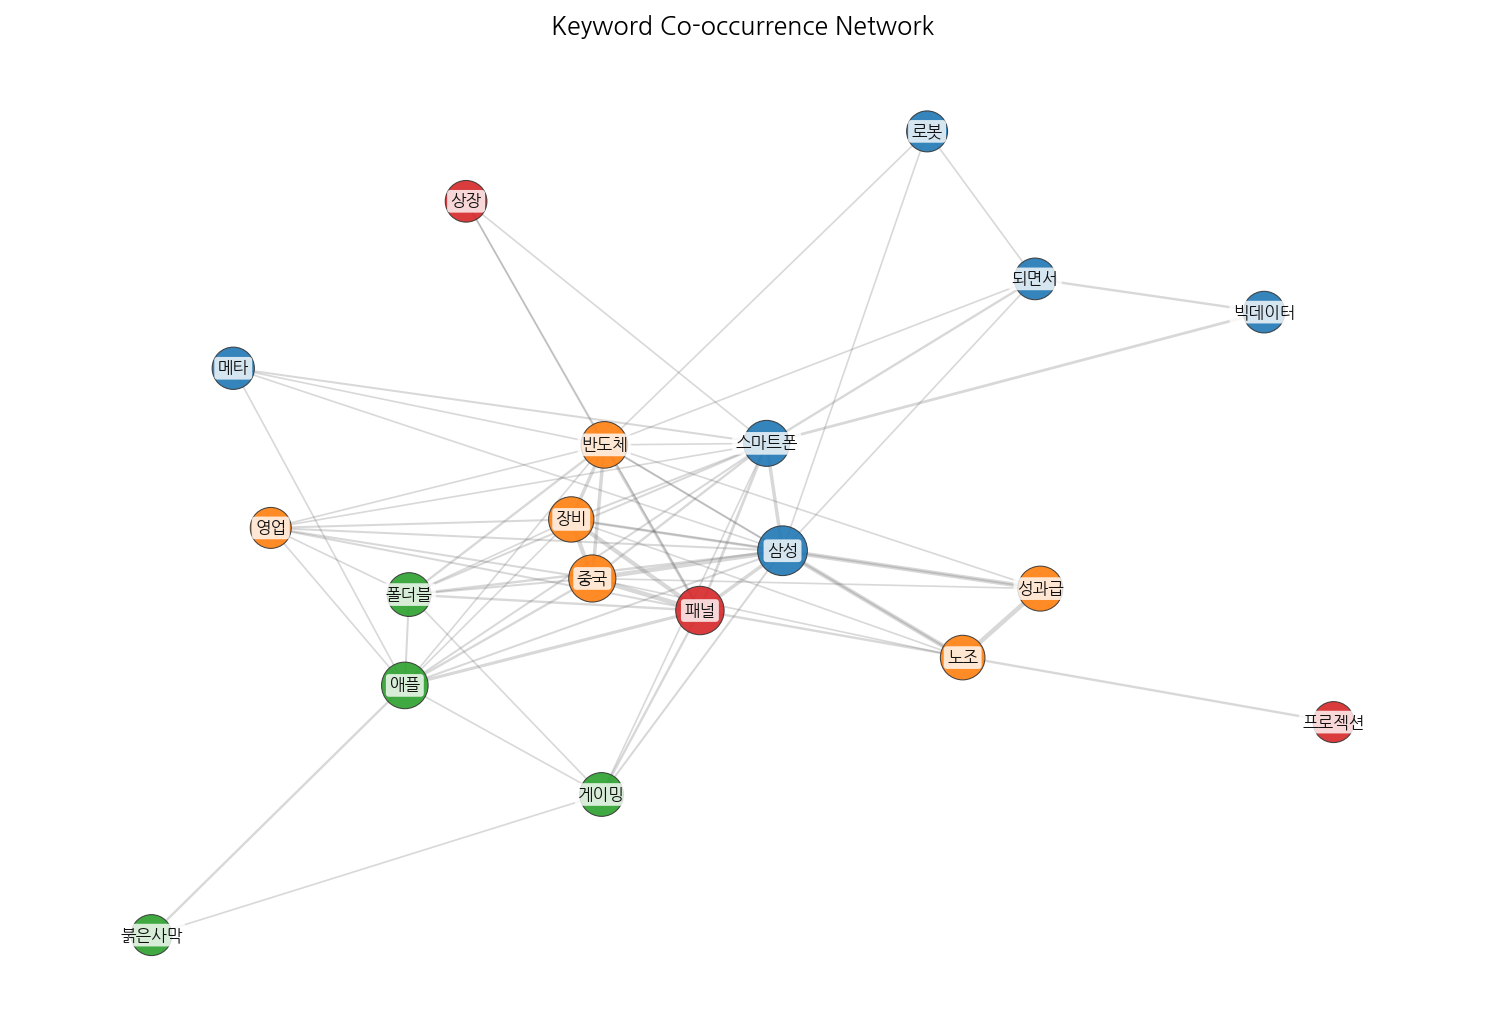 Keyword Co-occurrence Network
로봇
상장
되면서
빅데이터
메타
반도체
스마트폰
장비
영업
삼성
중국
폴더블
성과급
패널
노조
애플
프로젝션
게이밍
붉은사막